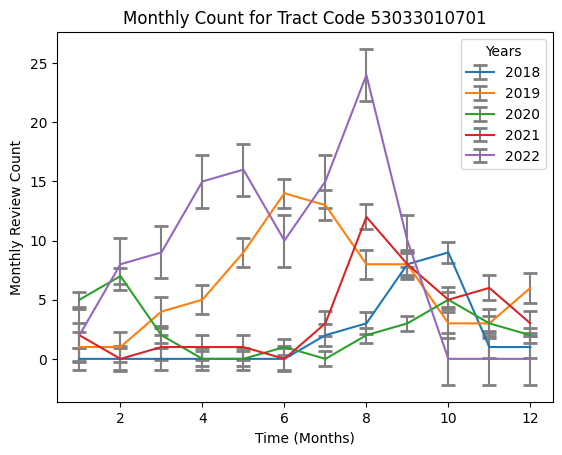 Monthly Count for Tract Code 53033010701
Years
2018
2019
2020
2021
2022
Monthly Review Count
25
20
15
10
5
0
2 4 6 8 10 12
Time (Months)